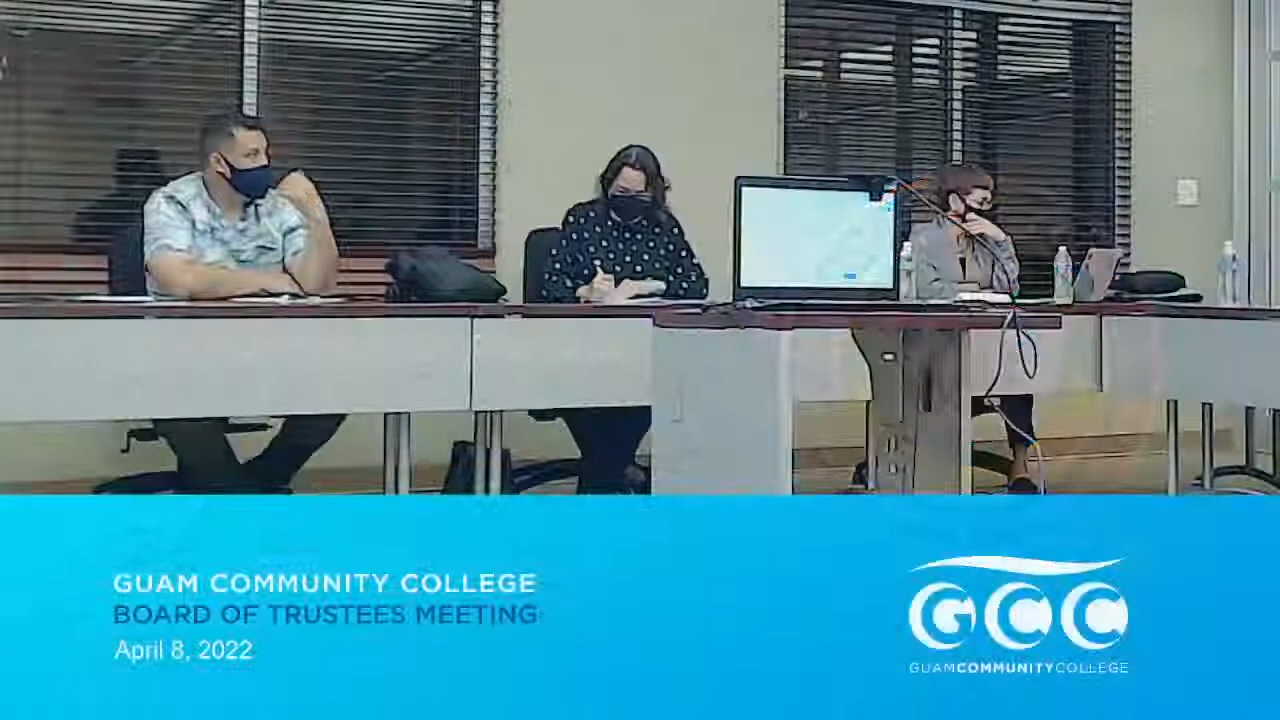 GUAM COMMUNITY COLLEGE
BOARD OF TRUSTEES MEETING
April 8, 2022
GCC
GUAMCOMMUNITYCOLLEGE